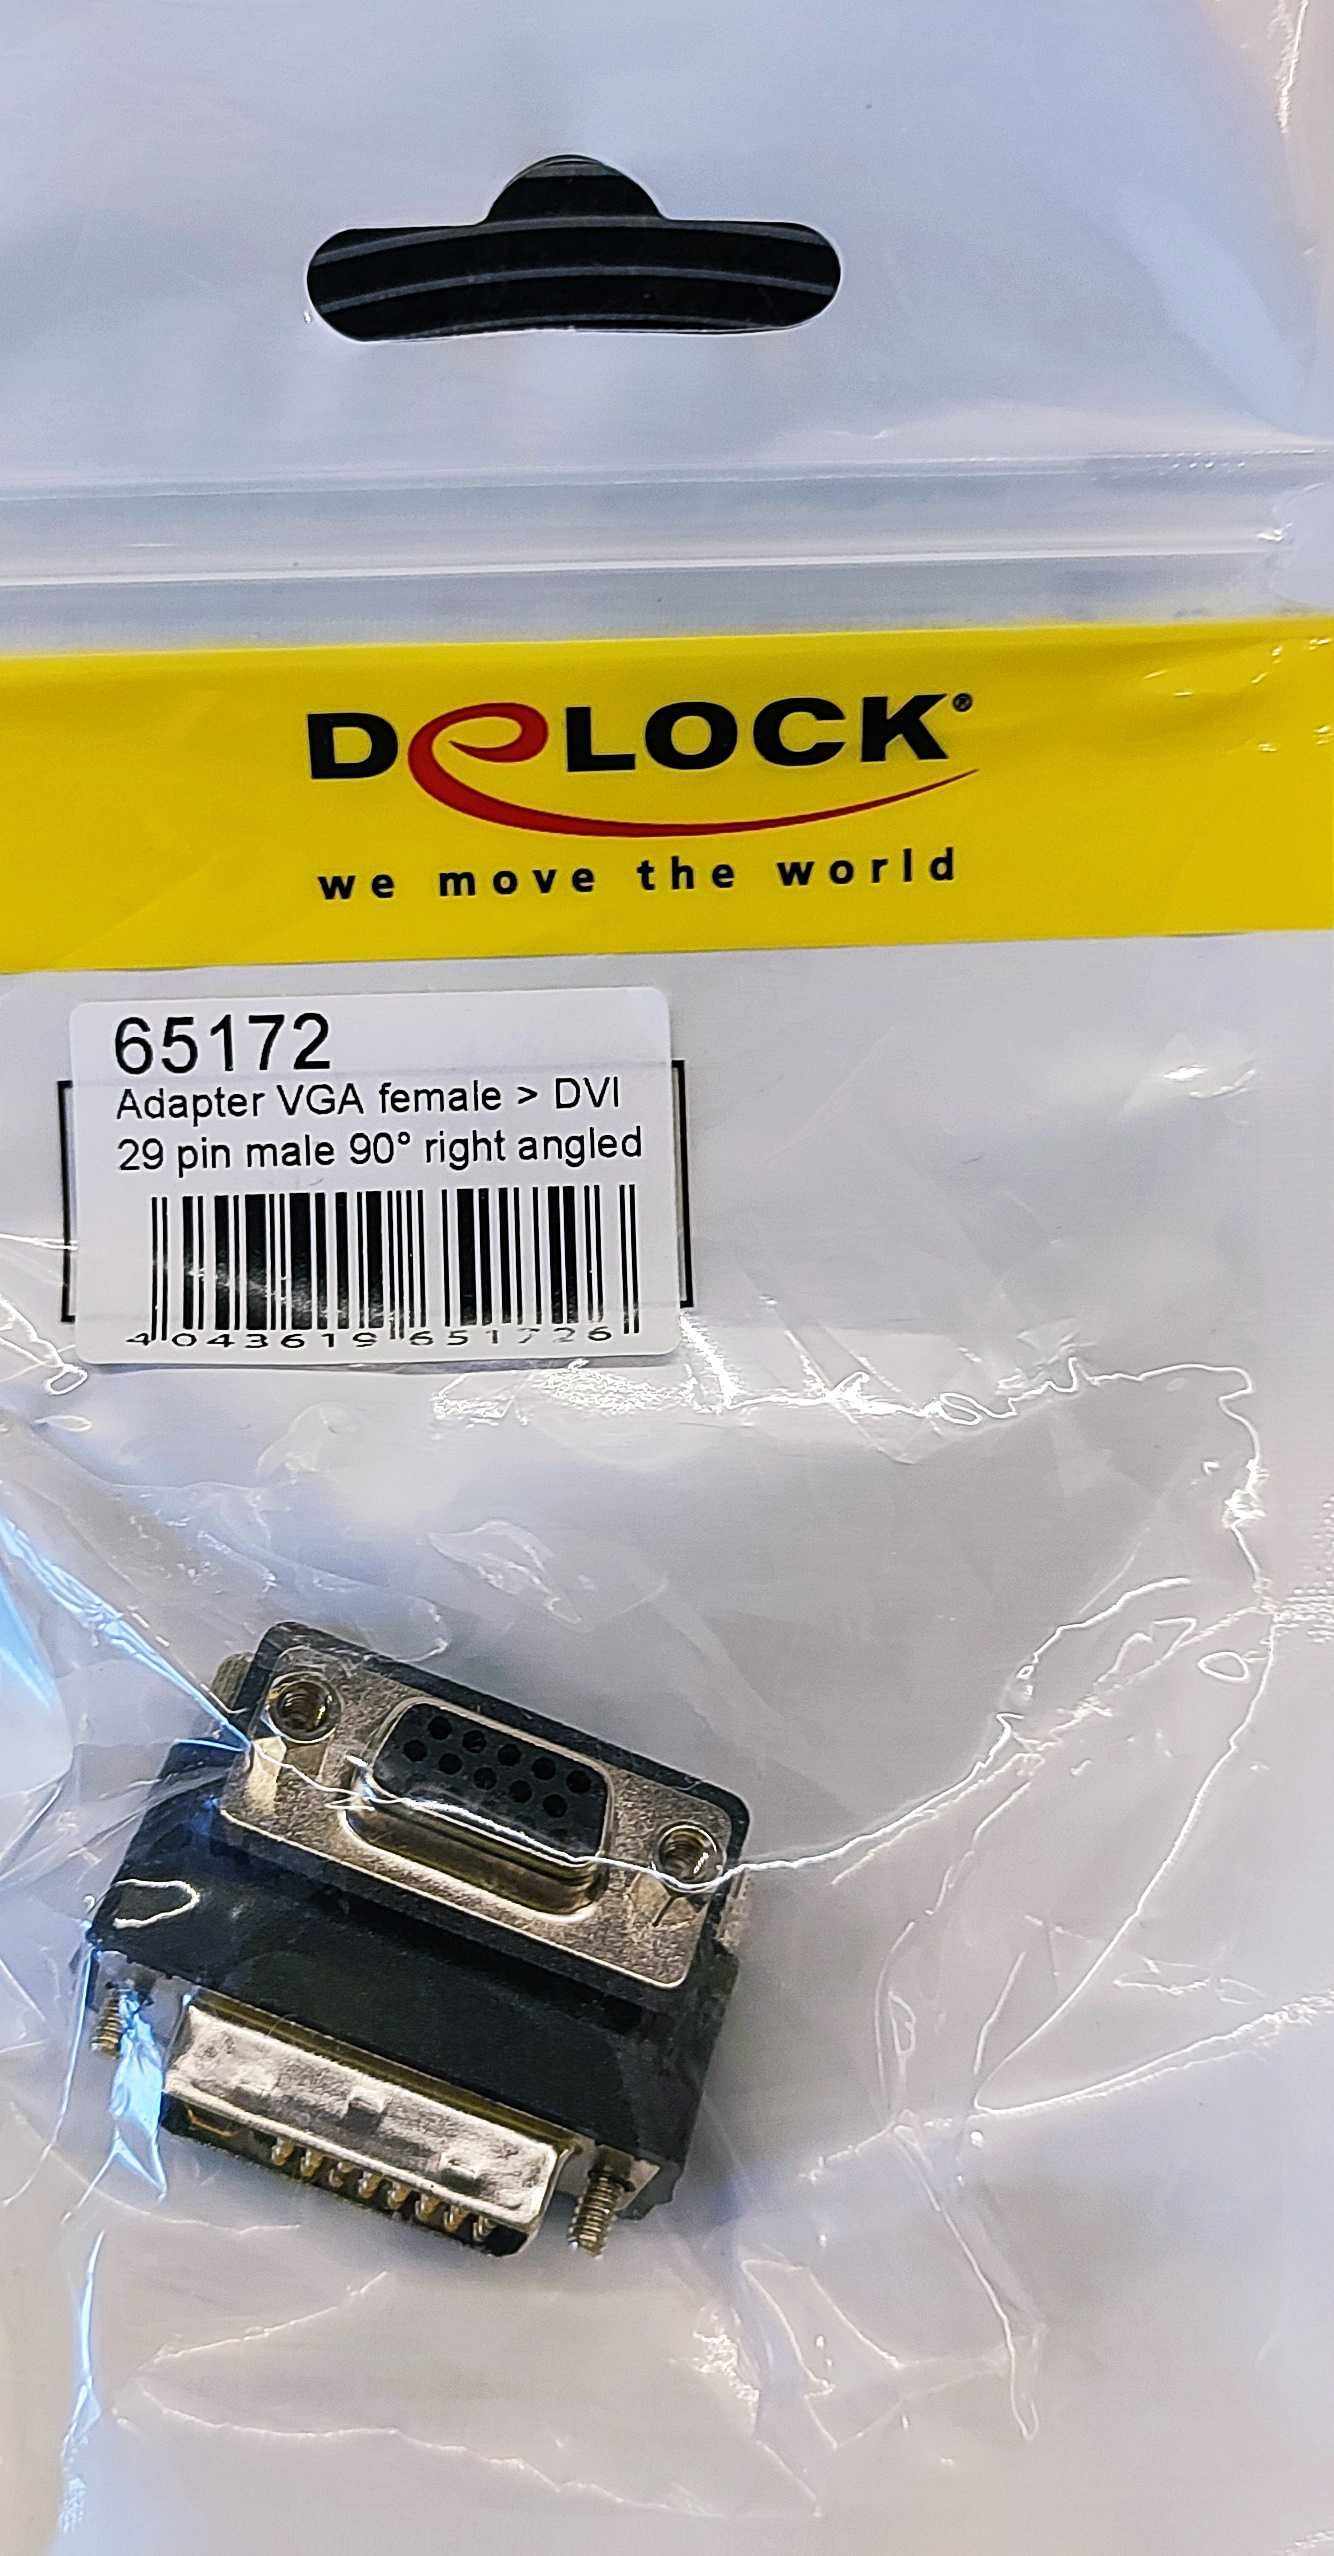 DeLOCK®
we move the world
65172
Adapter VGA female > DVI
29 pin male 90° right angled
4 043619 651726